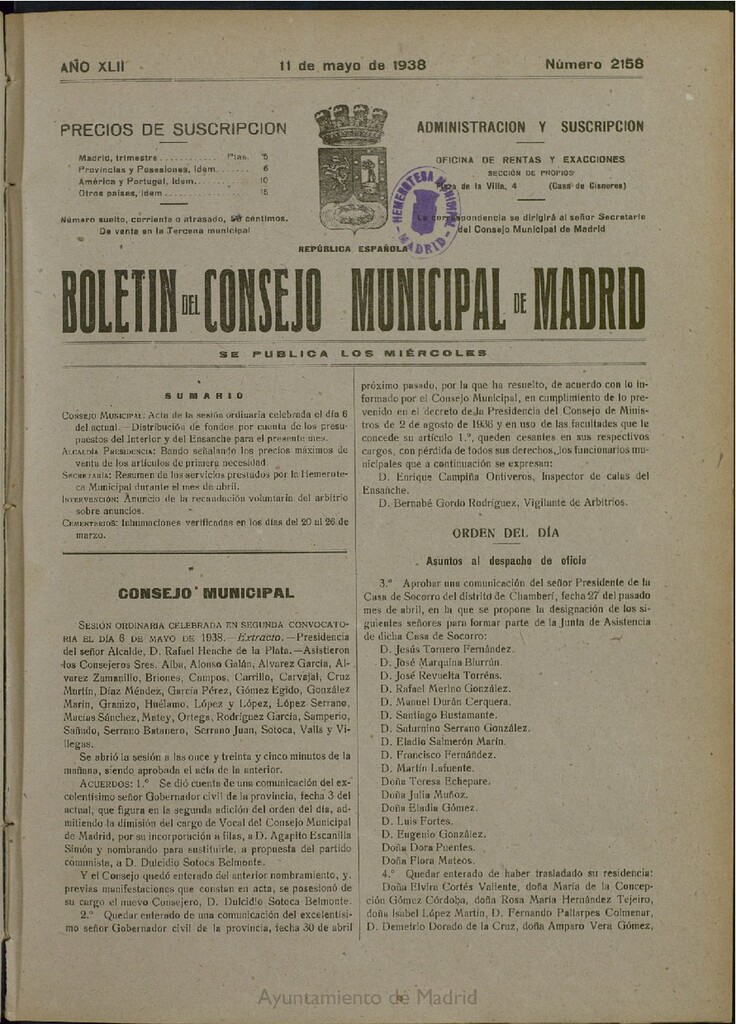 AÑO XLII
11 de mayo de 1938
Número 2158
PRECIOS DE SUSCRIPCION
Madrid, trimestre........... Ptas. 5
Provincias y Posesiones, ídem....... 6
América y Portugal, ídem........ 10
Otros países, ídem............... 15
Número suelto, corriente o atrasado, 50 céntimos.
De venta en la Tercena municipal
REPÚBLICA ESPAÑOLA
HEMEROTECA MUNICIPAL
MADRID
ADMINISTRACION Y SUSCRIPCION
OFICINA DE RENTAS Y EXACCIONES
SECCIÓN DE PROPIOS
Plaza de la Villa, 4 (Casa de Cisneros)
La correspondencia se dirigirá al señor Secretario
del Consejo Municipal de Madrid
BOLETIN DEL CONSEJO MUNICIPAL DE MADRID
SE PUBLICA LOS MIÉRCOLES
SUMARIO
CONSEJO MUNICIPAL: Acta de la sesión ordinaria celebrada el día 6
del actual.—Distribución de fondos por cuenta de los presu-
puestos del Interior y del Ensanche para el presente mes.
ALCALDÍA PRESIDENCIA: Bando señalando los precios máximos de
venta de los artículos de primera necesidad.
SECRETARÍA: Resumen de los servicios prestados por la Hemerote-
ca Municipal durante el mes de abril.
INTERVENCIÓN: Anuncio de la recaudación voluntaria del arbitrio
sobre anuncios.
CEMENTERIOS: Inhumaciones verificadas en los días del 20 al 26 de
marzo.
CONSEJO MUNICIPAL
SESIÓN ORDINARIA CELEBRADA EN SEGUNDA CONVOCATO-
RIA EL DÍA 6 DE MAYO DE 1938.—Extracto.—Presidencia
del señor Alcalde, D. Rafael Henche de la Plata.—Asistieron
los Consejeros Sres. Alba, Alonso Galán, Alvarez García, Al-
varez Zamanillo, Briones, Campos, Carrillo, Carvajal, Cruz
Martín, Díaz Méndez, García Pérez, Gómez Egido, González
Marín, Granizo, Huélamo, López y López, López Serrano,
Macías Sánchez, Matey, Ortega, Rodríguez García, Samperio,
Sañudo, Serrano Batanero, Serrano Juan, Sotoca, Valls y Vi-
llegas.
Se abrió la sesión a las once y treinta y cinco minutos de la
mañana, siendo aprobada el acta de la anterior.
ACUERDOS: 1.º Se dió cuenta de una comunicación del ex-
celentísimo señor Gobernador civil de la provincia, fecha 3 del
actual, que figura en la segunda adición del orden del día, ad-
mitiendo la dimisión del cargo de Vocal del Consejo Municipal
de Madrid, por su incorporación a filas, a D. Agapito Escanilla
Simón y nombrando para sustituirle, a propuesta del partido
comunista, a D. Dulcidio Sotoca Belmonte.
Y el Consejo quedó enterado del anterior nombramiento, y,
previas manifestaciones que constan en acta, se posesionó de
su cargo el nuevo Consejero, D. Dulcidio Sotoca Belmonte.
2.º Quedar enterado de una comunicación del excelentísi-
mo señor Gobernador civil de la provincia, fecha 30 de abril
próximo pasado, por la que ha resuelto, de acuerdo con lo in-
formado por el Consejo Municipal, en cumplimiento de lo pre-
venido en el decreto de la Presidencia del Consejo de Minis-
tros de 2 de agosto de 1936 y en uso de las facultades que le
concede su artículo 1.º, queden cesantes en sus respectivos
cargos, con pérdida de todos sus derechos, los funcionarios mu-
nicipales que a continuación se expresan:
D. Enrique Campiña Ontiveros, Inspector de calas del
Ensanche.
D. Bernabé Gordo Rodríguez, Vigilante de Arbitrios.
ORDEN DEL DÍA
Asuntos al despacho de oficio
3.º Aprobar una comunicación del señor Presidente de la
Casa de Socorro del distrito de Chamberí, fecha 27 del pasado
mes de abril, en la que se propone la designación de los si-
guientes señores para formar parte de la Junta de Asistencia
de dicha Casa de Socorro:
D. Jesús Tornero Fernández.
D. José Marquina Blurrún.
D. José Revuelta Torréns.
D. Rafael Merino González.
D. Manuel Durán Cerquera.
D. Santiago Bustamante.
D. Saturnino Serrano González.
D. Eladio Salmerón Marín.
D. Francisco Fernández.
D. Martín Lafuente.
Doña Teresa Echepare.
Doña Julia Muñoz.
Doña Eladia Gómez.
D. Luis Fortes.
D. Eugenio González.
Doña Dora Puentes.
Doña Flora Mateos.
4.º Quedar enterado de haber trasladado su residencia:
Doña Elvira Cortés Valiente, doña María de la Concep-
ción Gómez Córdoba, doña Rosa María Hernández Tejeiro,
doña Isabel López Martín, D. Fernando Pallarpes Colmenar,
D. Demetrio Dorado de la Cruz, doña Amparo Vera Gómez,
Ayuntamiento de Madrid